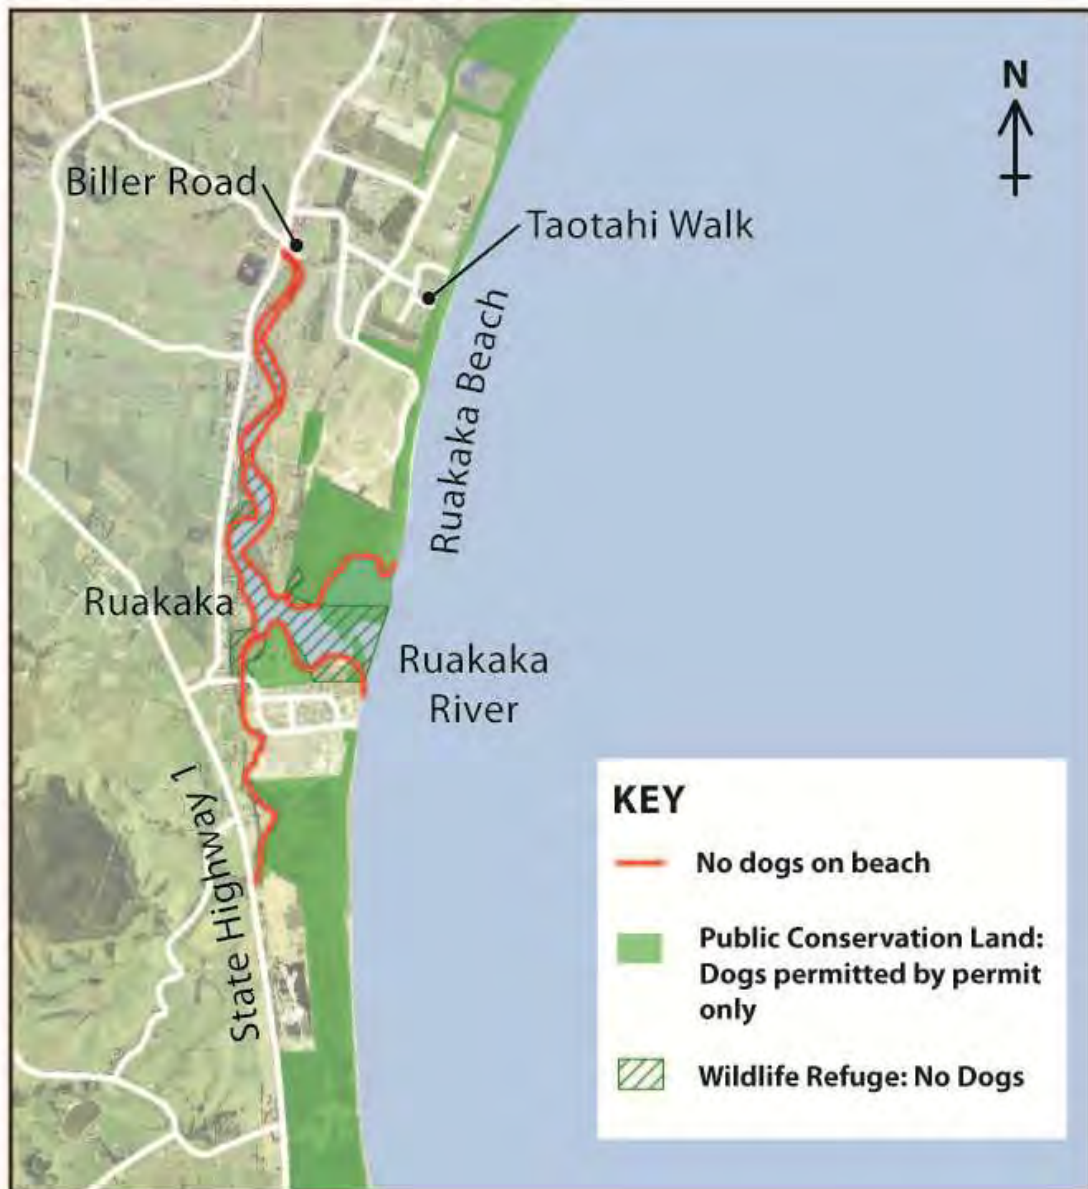 N
Biller Road
Taotahi Walk
Ruakaka Beach
Ruakaka
Ruakaka
River
State Highway 1
KEY
No dogs on beach
Public Conservation Land:
Dogs permitted by permit
only
Wildlife Refuge: No Dogs